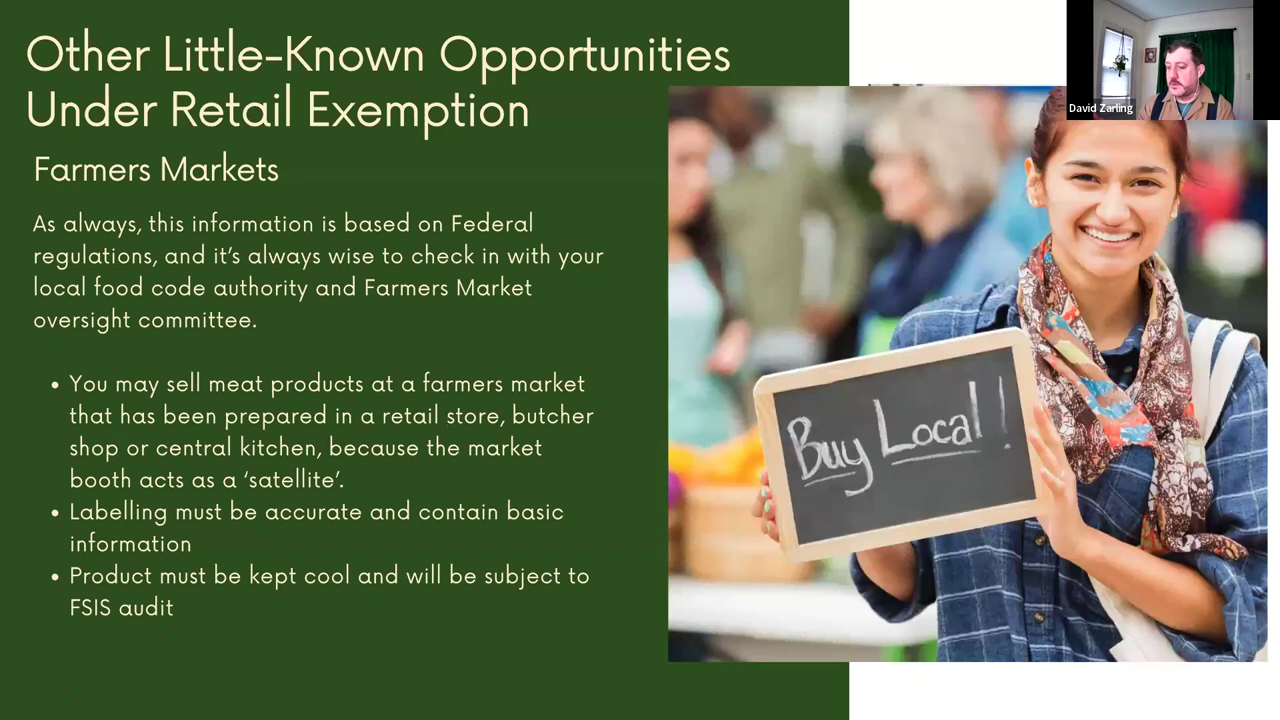 Other Little-Known Opportunities
Under Retail Exemption
Farmers Markets
As always, this information is based on Federal
regulations, and it’s always wise to check in with your
local food code authority and Farmers Market
oversight committee.
• You may sell meat products at a farmers market
that has been prepared in a retail store, butcher
shop or central kitchen, because the market
booth acts as a ‘satellite’.
• Labelling must be accurate and contain basic
information
• Product must be kept cool and will be subject to
FSIS audit
Buy Local!
David Zarling